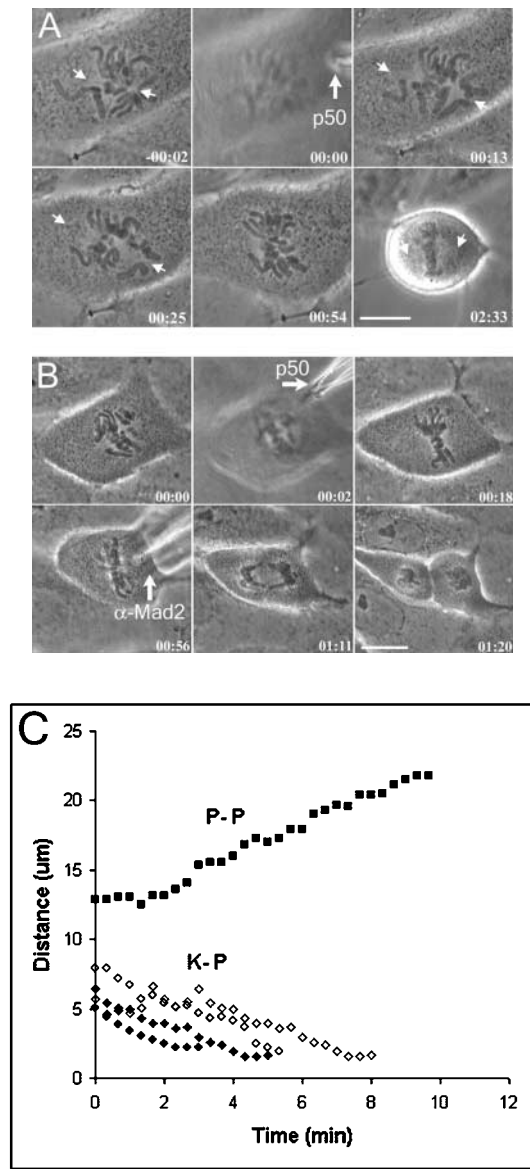 A
-00:02
p50
00:00
00:13
00:25
00:54
02:33
B
00:00
p50
00:02
00:18
α-Mad2
00:56
01:11
01:20
C
25
20
15
10
5
0
P-P
K-P
Distance (um)
0 2 4 6 8 10 12
Time (min)